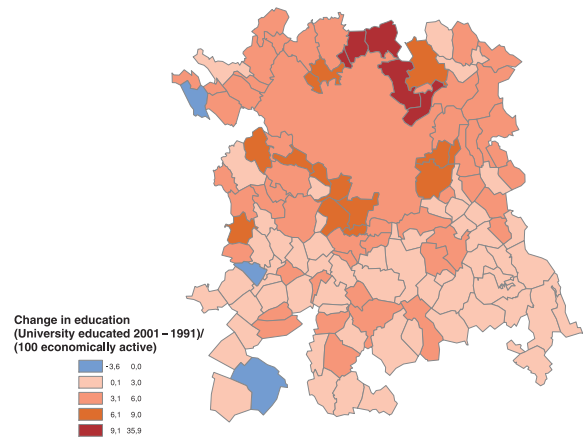 Change in education
(University educated 2001 – 1991)/
(100 economically active)
-3,6 0,0
0,1 3,0
3,1 6,0
6,1 9,0
9,1 35,9